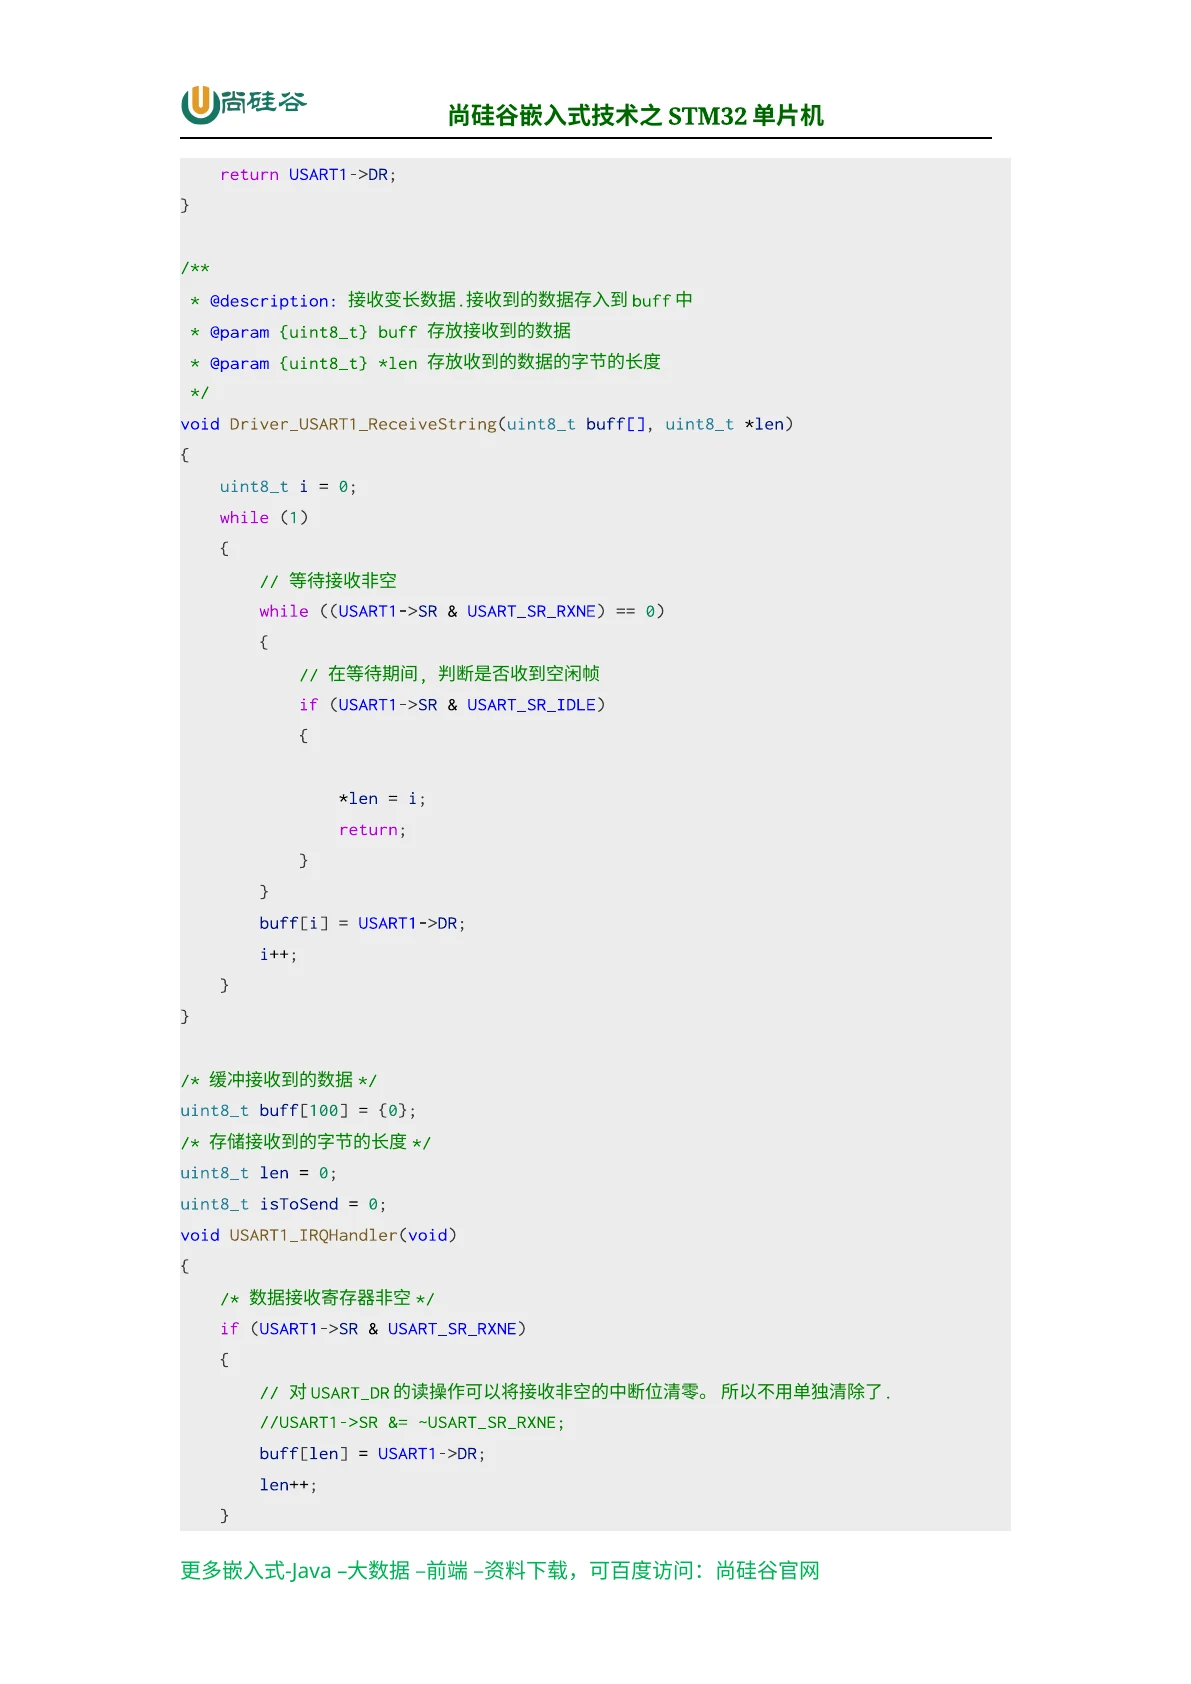 尚硅谷
尚硅谷嵌入式技术之 STM32 单片机
    return USART1->DR;
}

/**
 * @description: 接收变长数据.接收到的数据存入到 buff 中
 * @param {uint8_t} buff 存放接收到的数据
 * @param {uint8_t} *len 存放收到的数据的字节的长度
 */
void Driver_USART1_ReceiveString(uint8_t buff[], uint8_t *len)
{
    uint8_t i = 0;
    while (1)
    {
        // 等待接收非空
        while ((USART1->SR & USART_SR_RXNE) == 0)
        {
            // 在等待期间, 判断是否收到空闲帧
            if (USART1->SR & USART_SR_IDLE)
            {

                *len = i;
                return;
            }
        }
        buff[i] = USART1->DR;
        i++;
    }
}

/* 缓冲接收到的数据 */
uint8_t buff[100] = {0};
/* 存储接收到的字节的长度 */
uint8_t len = 0;
uint8_t isToSend = 0;
void USART1_IRQHandler(void)
{
    /* 数据接收寄存器非空 */
    if (USART1->SR & USART_SR_RXNE)
    {
        // 对 USART_DR 的读操作可以将接收非空的中断位清零。 所以不用单独清除了.
        //USART1->SR &= ~USART_SR_RXNE;
        buff[len] = USART1->DR;
        len++;
    }
更多嵌入式-Java –大数据 –前端 –资料下载，可百度访问：尚硅谷官网